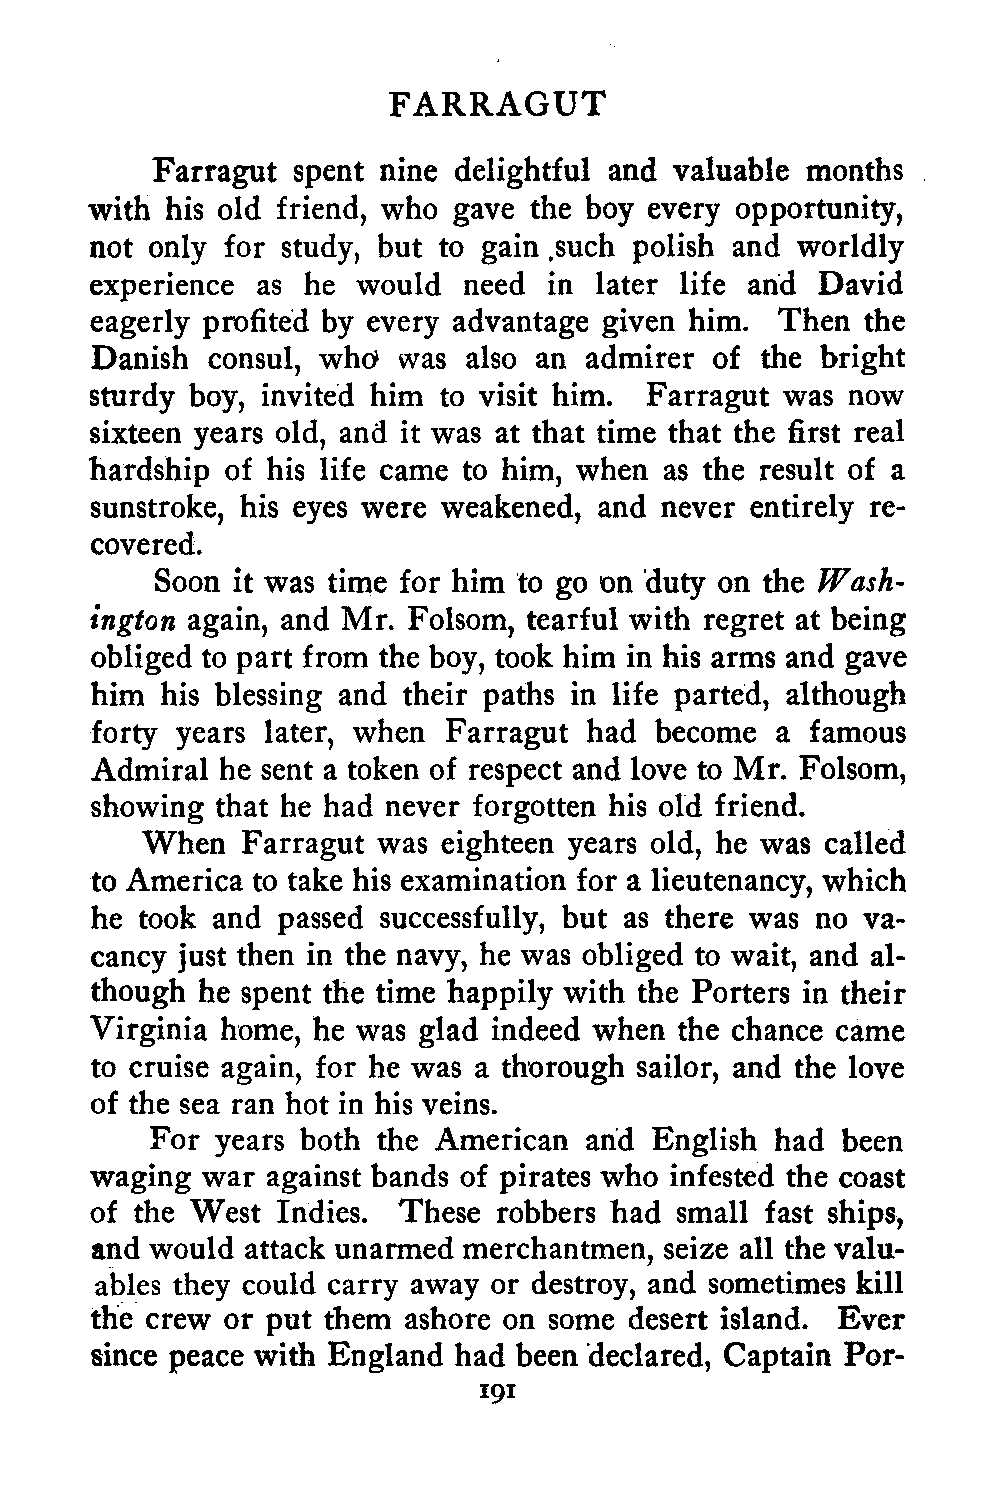 FARRAGUT
Farragut spent nine delightful and valuable months
with his old friend, who gave the boy every opportunity,
not only for study, but to gain such polish and worldly
experience as he would need in later life and David
eagerly profited by every advantage given him. Then the
Danish consul, who was also an admirer of the bright
sturdy boy, invited him to visit him. Farragut was now
sixteen years old, and it was at that time that the first real
hardship of his life came to him, when as the result of a
sunstroke, his eyes were weakened, and never entirely re-
covered.
Soon it was time for him to go on duty on the Wash-
ington again, and Mr. Folsom, tearful with regret at being
obliged to part from the boy, took him in his arms and gave
him his blessing and their paths in life parted, although
forty years later, when Farragut had become a famous
Admiral he sent a token of respect and love to Mr. Folsom,
showing that he had never forgotten his old friend.
When Farragut was eighteen years old, he was called
to America to take his examination for a lieutenancy, which
he took and passed successfully, but as there was no va-
cancy just then in the navy, he was obliged to wait, and al-
though he spent the time happily with the Porters in their
Virginia home, he was glad indeed when the chance came
to cruise again, for he was a thorough sailor, and the love
of the sea ran hot in his veins.
For years both the American and English had been
waging war against bands of pirates who infested the coast
of the West Indies. These robbers had small fast ships,
and would attack unarmed merchantmen, seize all the valu-
ables they could carry away or destroy, and sometimes kill
the crew or put them ashore on some desert island. Ever
since peace with England had been declared, Captain Por-
191